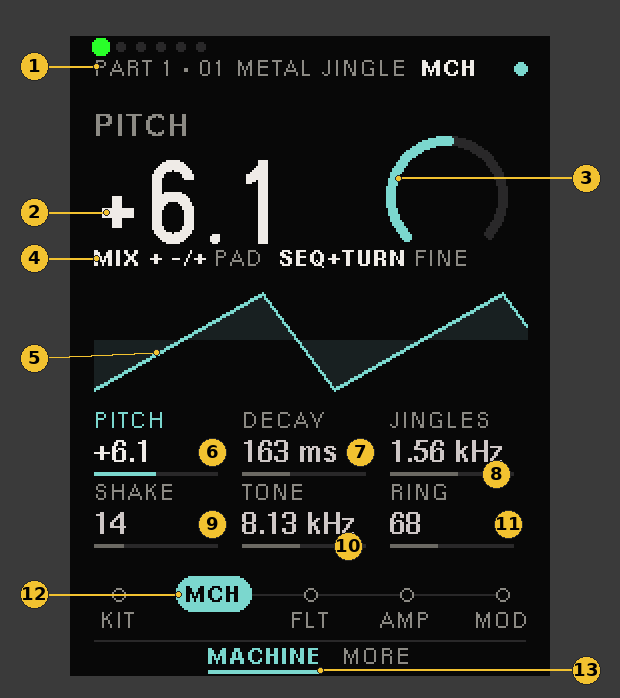 1 PART 1 · 01 METAL JINGLE MCH
PITCH
3
2 +6.1
4 MIX + -/+ PAD SEQ+TURN FINE
5
PITCH DECAY JINGLES
+6.1 6 163 ms 7 1.56 kHz
8
SHAKE TONE RING
14 9 8.13 kHz 68 11
10
12 MCH
KIT FLT AMP MOD
MACHINE MORE
13